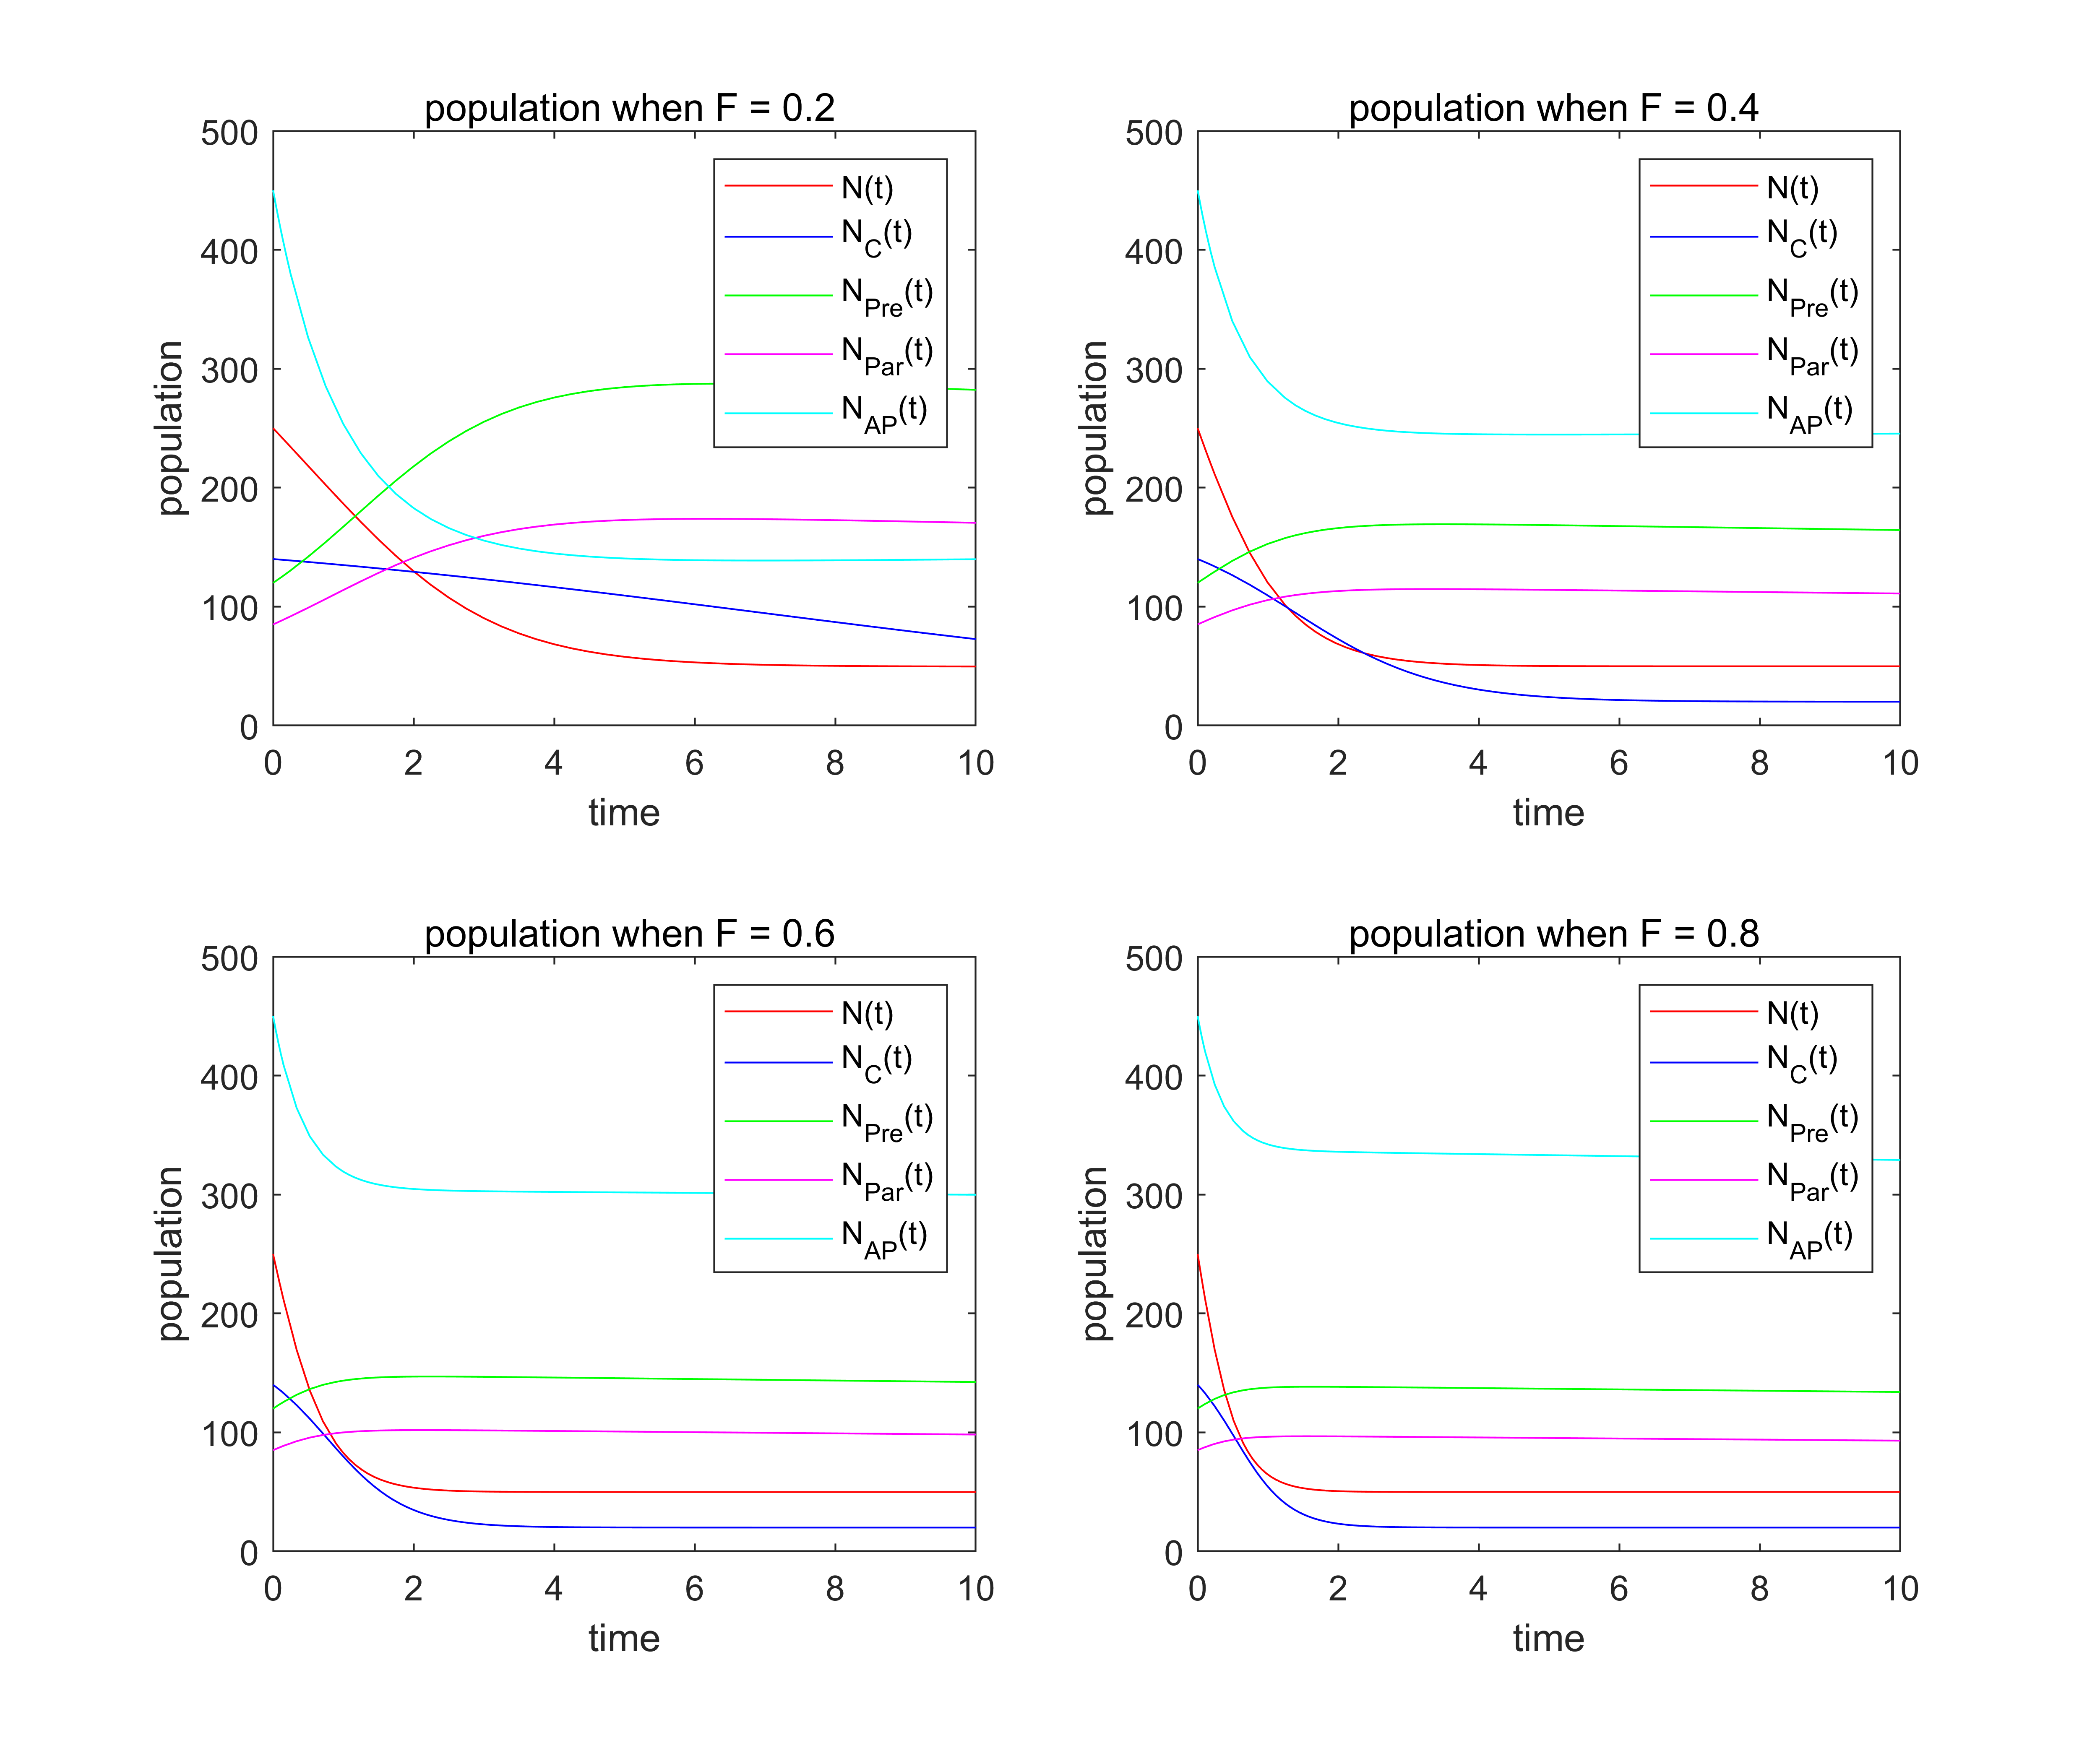 population when F = 0.2
500
400
300
200
100
0
population
N(t)
N_C(t)
N_Pre(t)
N_Par(t)
N_AP(t)
0 2 4 6 8 10
time
population when F = 0.4
500
400
300
200
100
0
population
N(t)
N_C(t)
N_Pre(t)
N_Par(t)
N_AP(t)
0 2 4 6 8 10
time
population when F = 0.6
500
400
300
200
100
0
population
N(t)
N_C(t)
N_Pre(t)
N_Par(t)
N_AP(t)
0 2 4 6 8 10
time
population when F = 0.8
500
400
300
200
100
0
population
N(t)
N_C(t)
N_Pre(t)
N_Par(t)
N_AP(t)
0 2 4 6 8 10
time